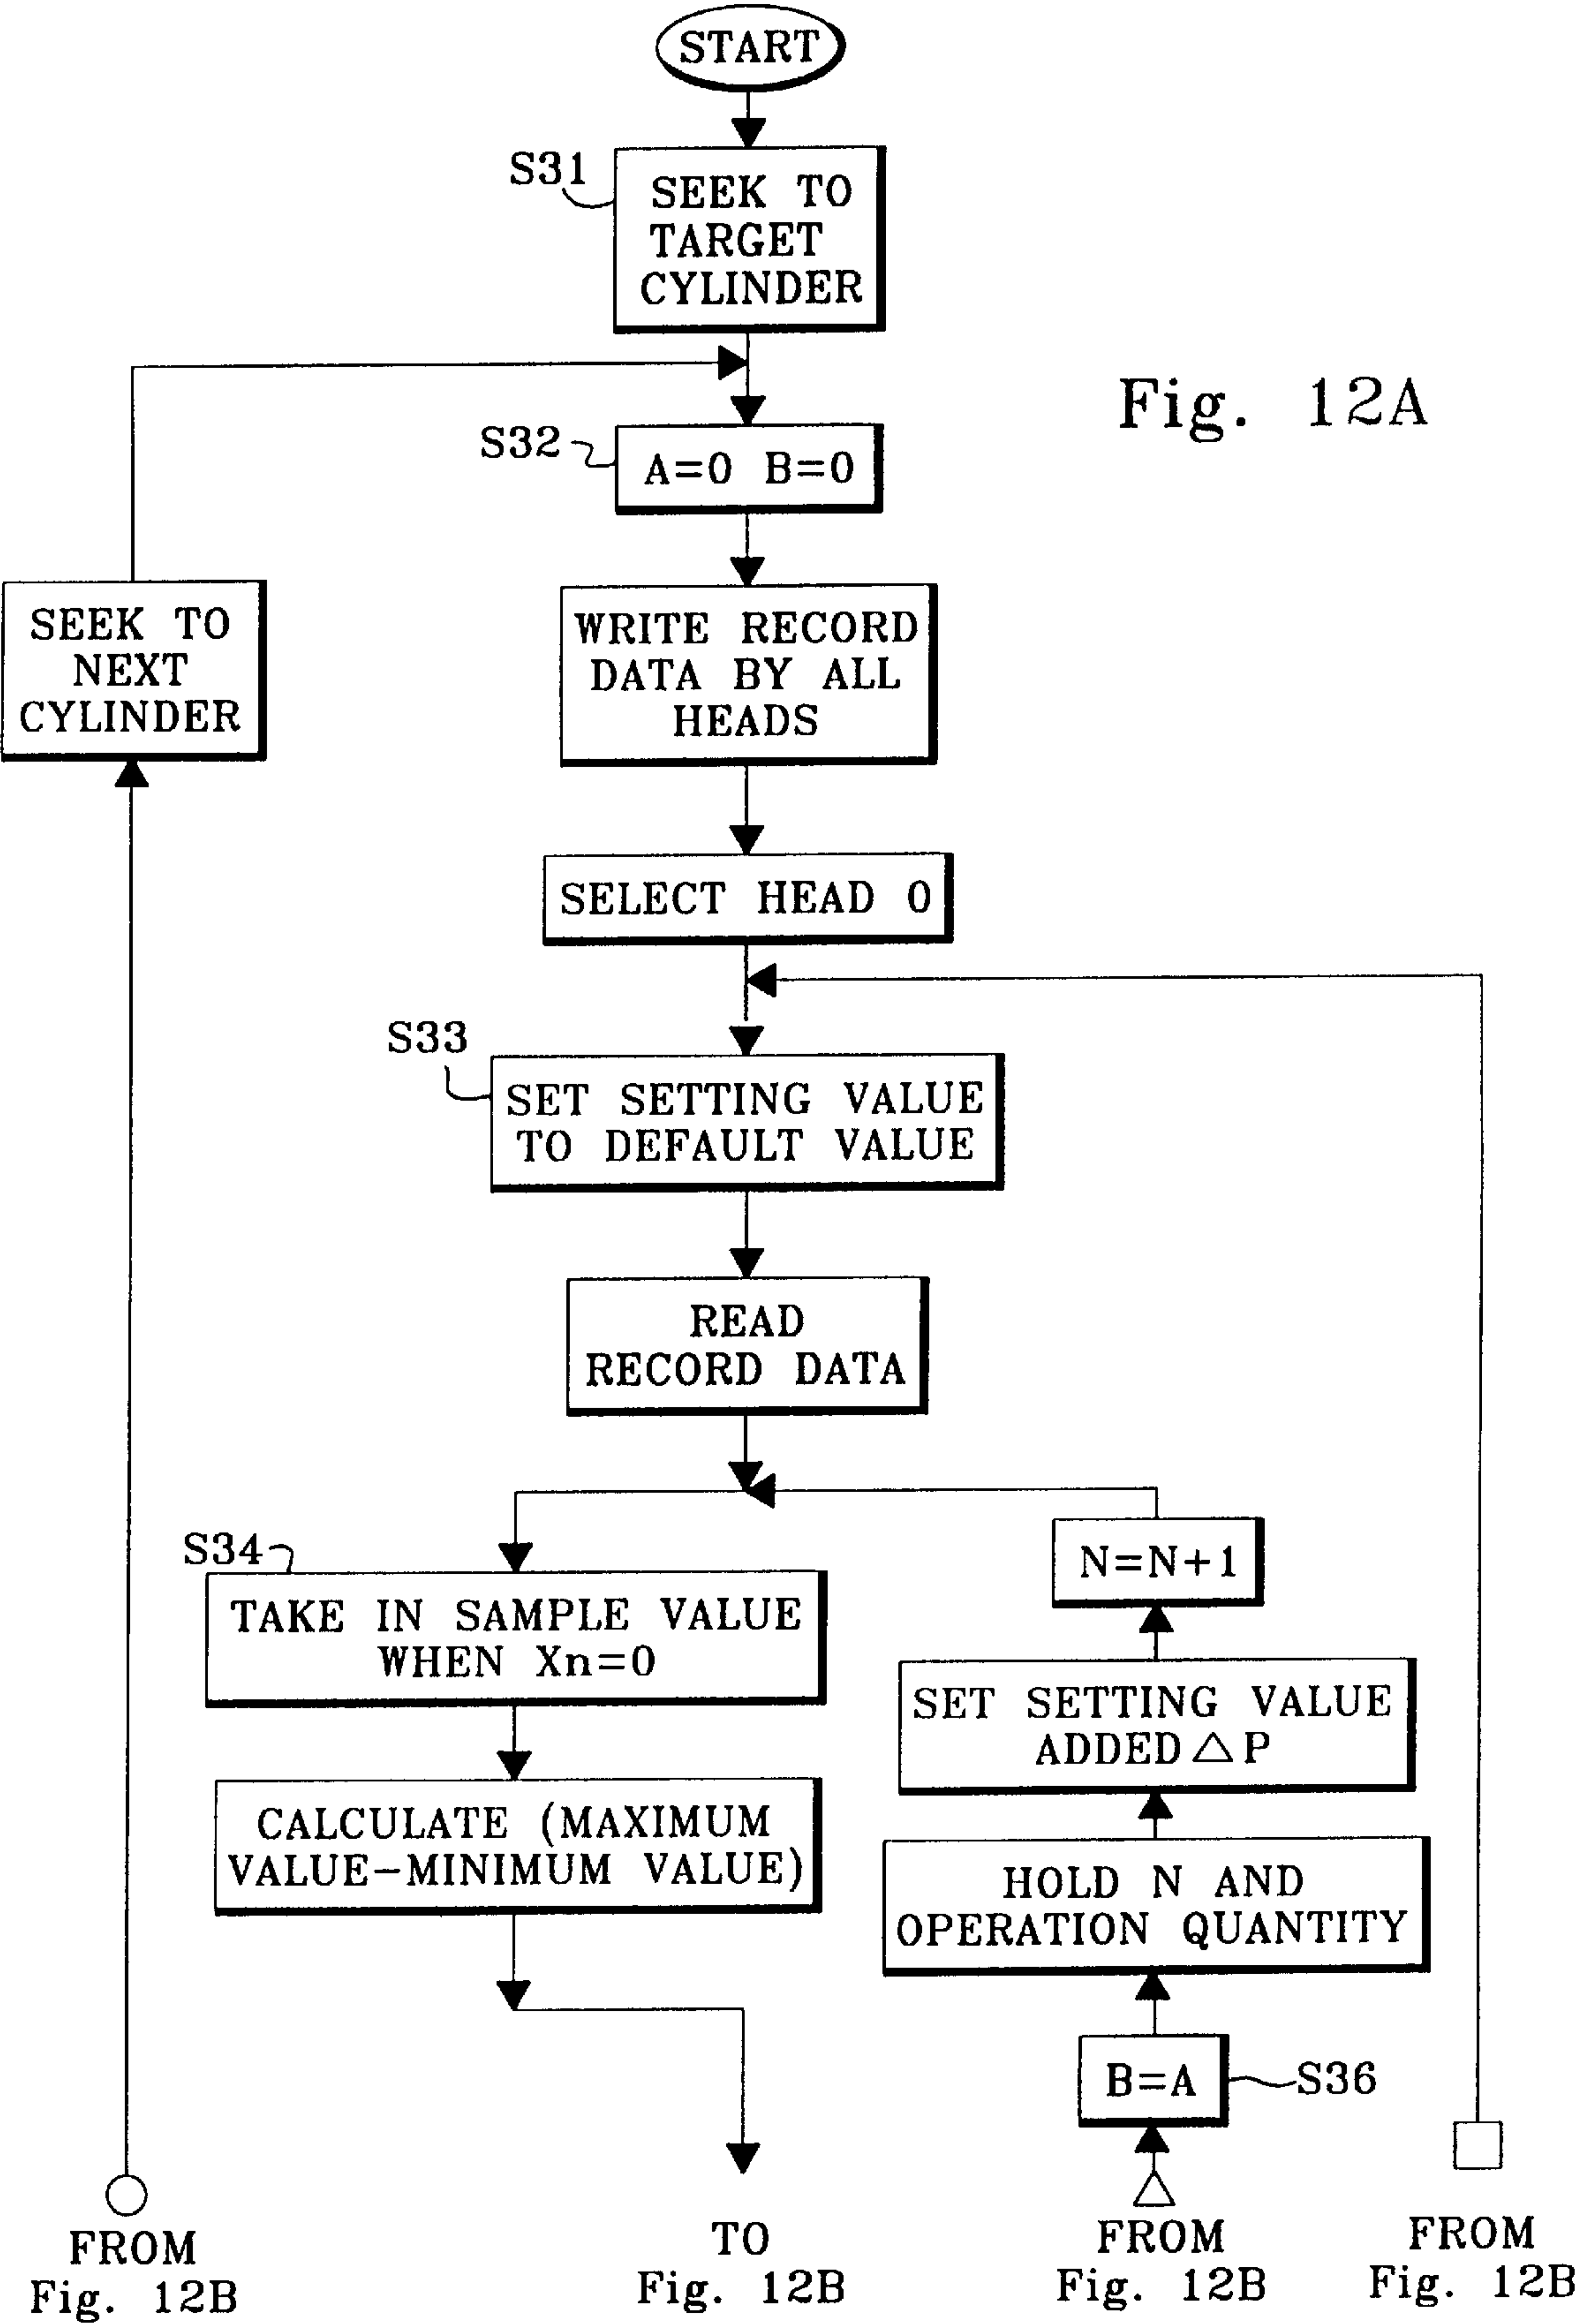 START
S31
SEEK TO
TARGET
CYLINDER
Fig. 12A
S32
A=0 B=0
SEEK TO
NEXT
CYLINDER
WRITE RECORD
DATA BY ALL
HEADS
SELECT HEAD 0
S33
SET SETTING VALUE
TO DEFAULT VALUE
READ
RECORD DATA
S34
TAKE IN SAMPLE VALUE
WHEN Xn=0
N=N+1
SET SETTING VALUE
ADDED △P
CALCULATE (MAXIMUM
VALUE-MINIMUM VALUE)
HOLD N AND
OPERATION QUANTITY
B=A
S36
FROM
Fig. 12B
TO
Fig. 12B
FROM
Fig. 12B
FROM
Fig. 12B